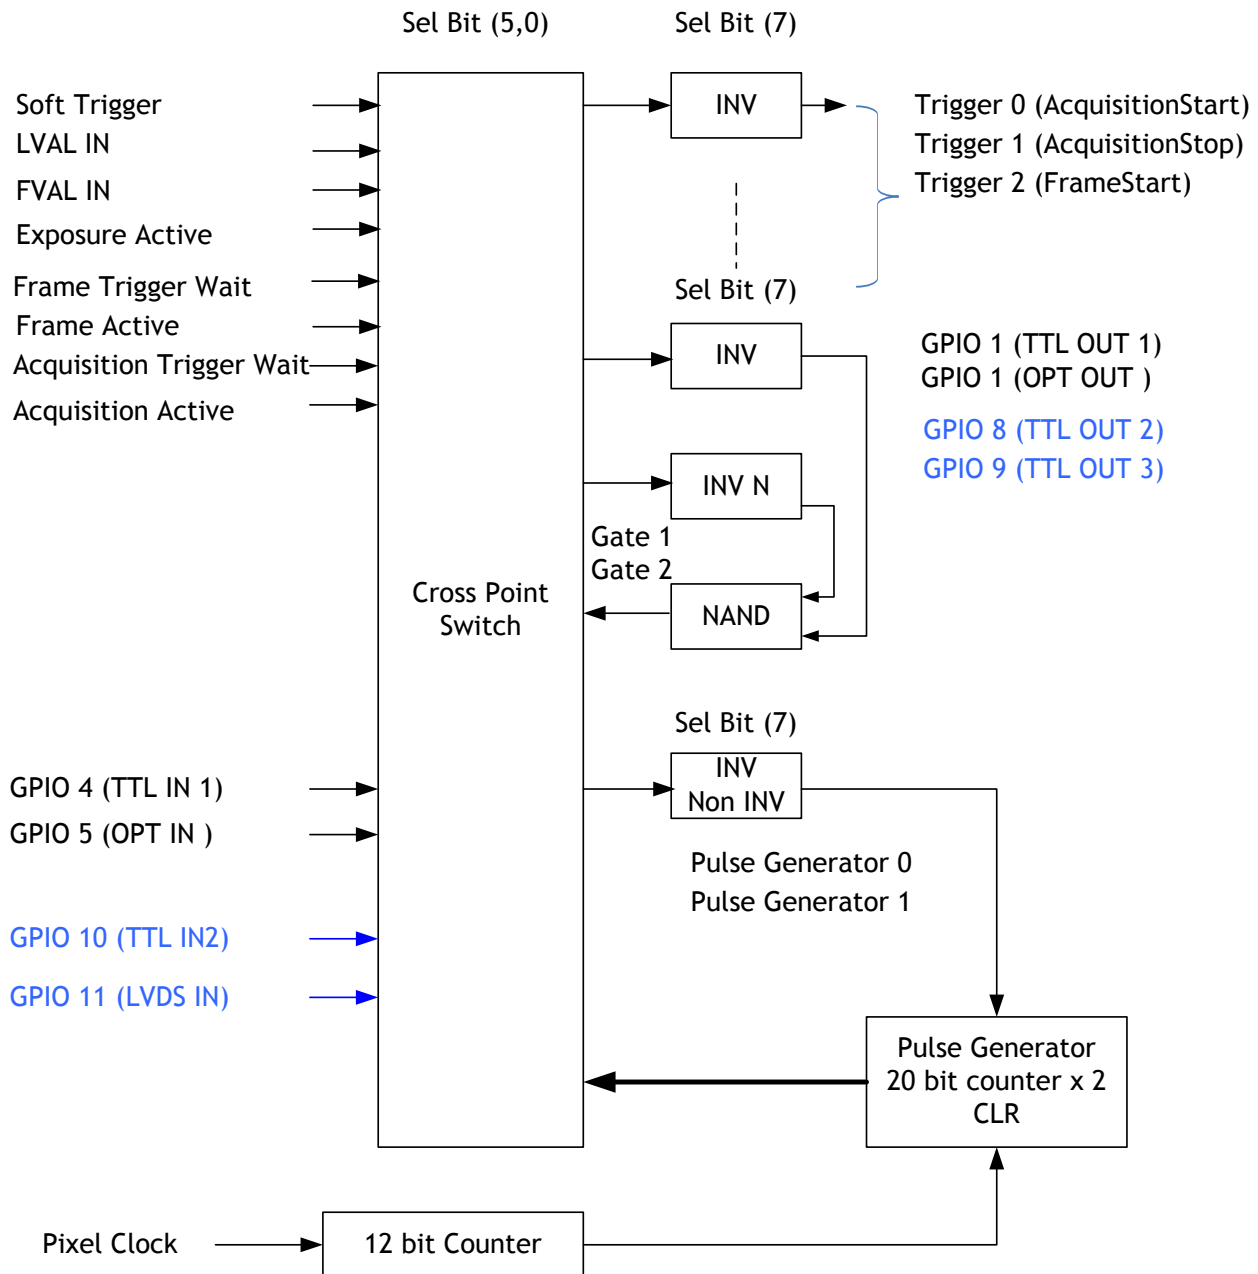 Sel Bit (5,0)
Sel Bit (7)
Soft Trigger
LVAL IN
FVAL IN
Exposure Active
Frame Trigger Wait
Frame Active
Acquisition Trigger Wait
Acquisition Active
INV
Trigger 0 (AcquisitionStart)
Trigger 1 (AcquisitionStop)
Trigger 2 (FrameStart)
Sel Bit (7)
INV
GPIO 1 (TTL OUT 1)
GPIO 1 (OPT OUT )
GPIO 8 (TTL OUT 2)
GPIO 9 (TTL OUT 3)
INV N
Gate 1
Gate 2
NAND
Cross Point
Switch
Sel Bit (7)
INV
Non INV
GPIO 4 (TTL IN 1)
GPIO 5 (OPT IN )
GPIO 10 (TTL IN2)
GPIO 11 (LVDS IN)
Pulse Generator 0
Pulse Generator 1
Pulse Generator
20 bit counter x 2
CLR
Pixel Clock
12 bit Counter